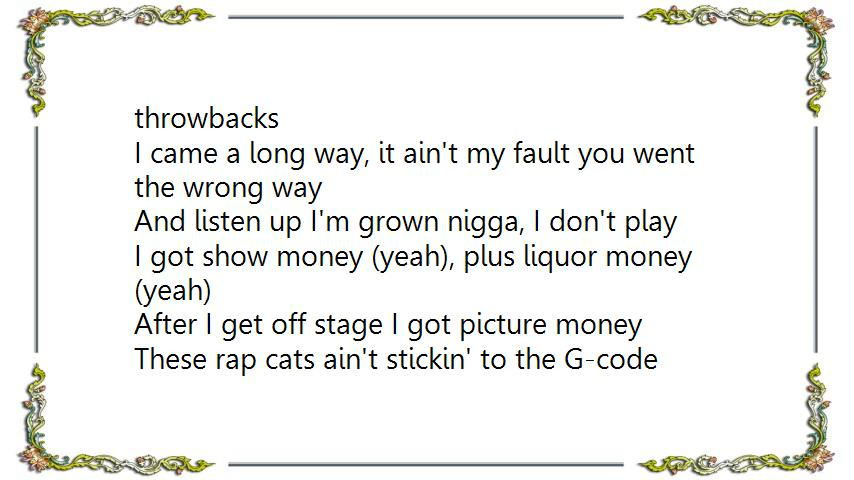 throwbacks
I came a long way, it ain't my fault you went
the wrong way
And listen up I'm grown nigga, I don't play
I got show money (yeah), plus liquor money
(yeah)
After I get off stage I got picture money
These rap cats ain't stickin' to the G-code